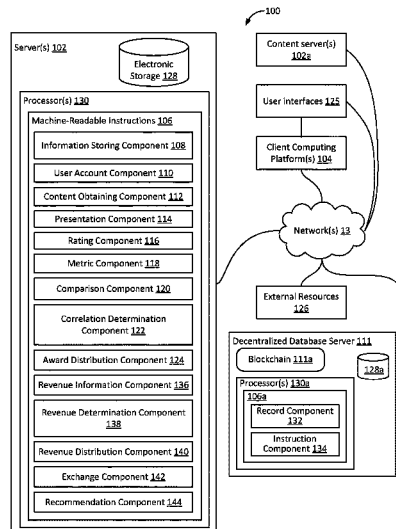 100
Server(s) 102
Electronic
Storage 128
Processor(s) 130
Machine-Readable Instructions 106
Information Storing Component 108
User Account Component 110
Content Obtaining Component 112
Presentation Component 114
Rating Component 116
Metric Component 118
Comparison Component 120
Correlation Determination
Component 122
Award Distribution Component 124
Revenue Information Component 136
Revenue Determination Component
138
Revenue Distribution Component 140
Exchange Component 142
Recommendation Component 144
Content server(s)
102a
User interfaces 125
Client Computing
Platform(s) 104
Network(s) 13
External Resources
126
Decentralized Database Server 111
Blockchain 111a
128a
Processor(s) 130a
106a
Record Component
132
Instruction
Component 134